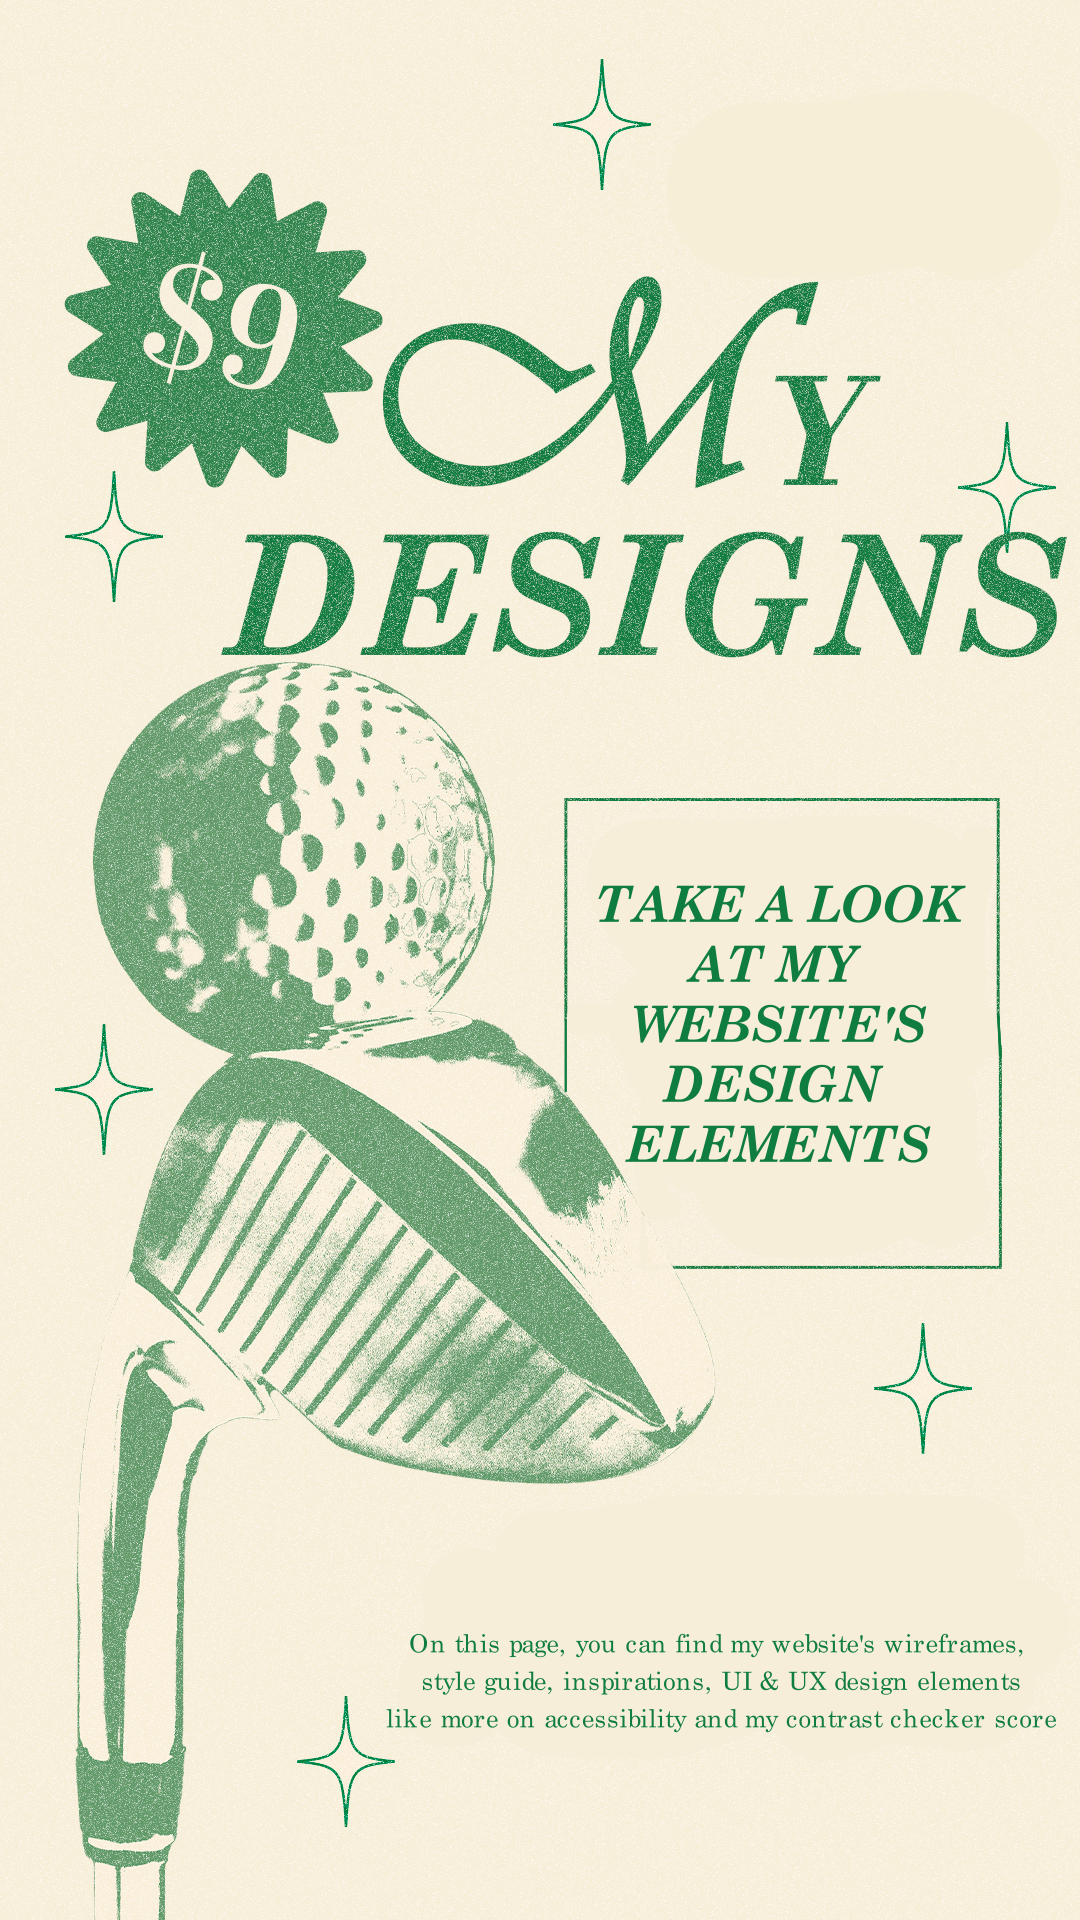 $9
My
DESIGNS
TAKE A LOOK
AT MY
WEBSITE'S
DESIGN
ELEMENTS
On this page, you can find my website's wireframes,
style guide, inspirations, UI & UX design elements
like more on accessibility and my contrast checker score